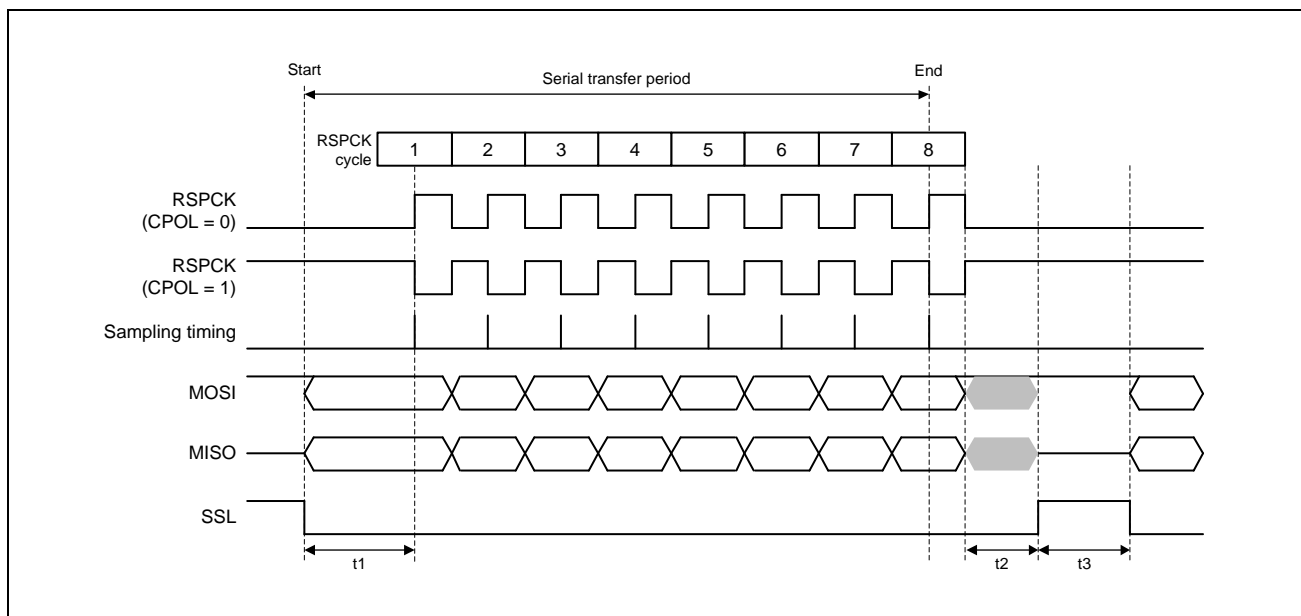 Start
Serial transfer period
End
RSPCK
cycle
1 2 3 4 5 6 7 8
RSPCK
(CPOL = 0)
RSPCK
(CPOL = 1)
Sampling timing
MOSI
MISO
SSL
t1
t2
t3